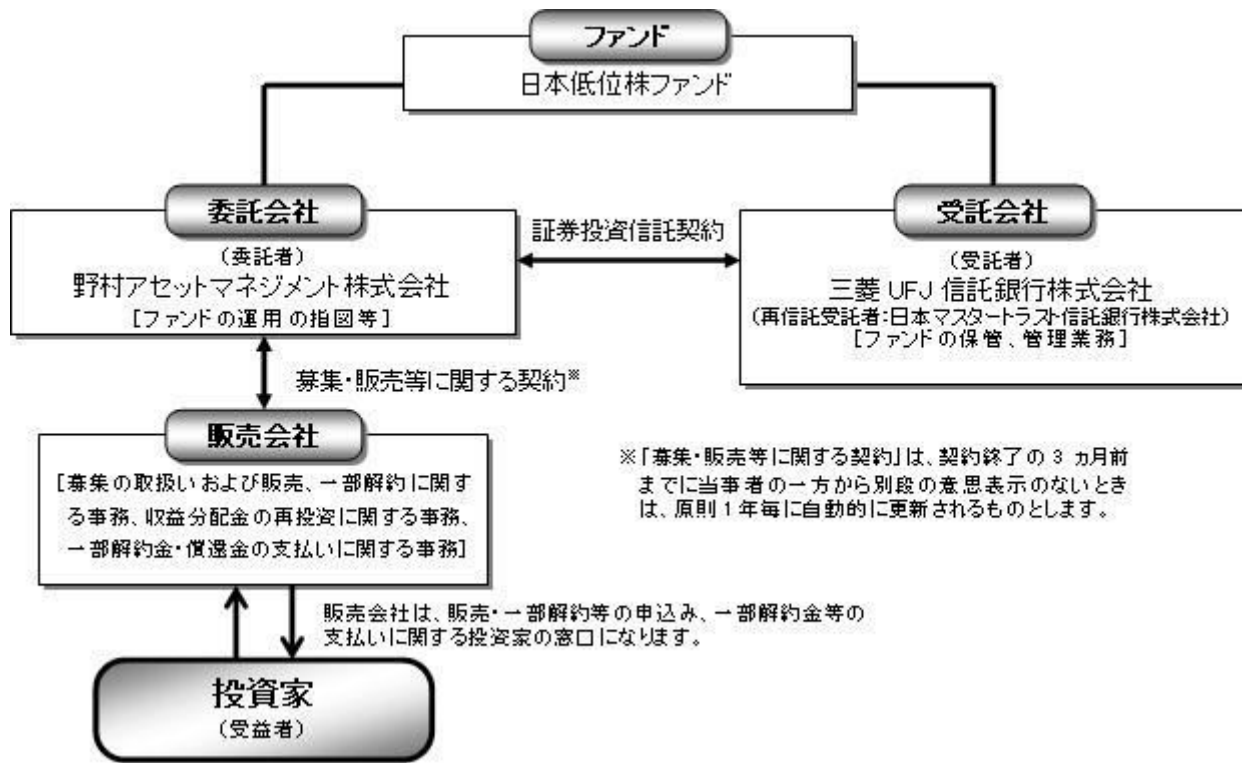 ファンド
日本低位株ファンド
委託会社
(委託者)
野村アセットマネジメント株式会社
[ファンドの運用の指図等]
証券投資信託契約
受託会社
(受託者)
三菱 UFJ 信託銀行株式会社
(再信託受託者:日本マスタートラスト信託銀行株式会社)
[ファンドの保管、管理業務]
募集・販売等に関する契約※
販売会社
[募集の取扱いおよび販売、一部解約に関す
る事務、収益分配金の再投資に関する事務、
一部解約金・償還金の支払いに関する事務]
※「募集・販売等に関する契約」は、契約終了の 3 ヵ月前
までに当事者の一方から別段の意思表示のないとき
は、原則 1 年毎に自動的に更新されるものとします。
販売会社は、販売・一部解約等の申込み、一部解約金等の
支払いに関する投資家の窓口になります。
投資家
(受益者)